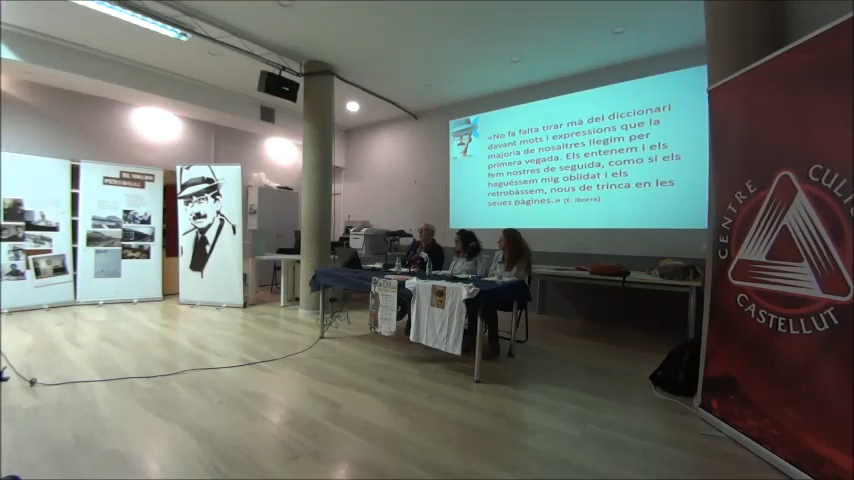 «No fa falta tirar mà del diccionari
davant mots i expressions que la
majoria de nosaltres llegim per
primera vegada. Els entenem i els
fem nostres de seguida, como si els
haguéssem mig oblidat i els
retrobàssem, nous de trinca en les
seues pàgines.» (E. Iborra)
PERSONAL
CENTRE CULTU
CASTELLUT